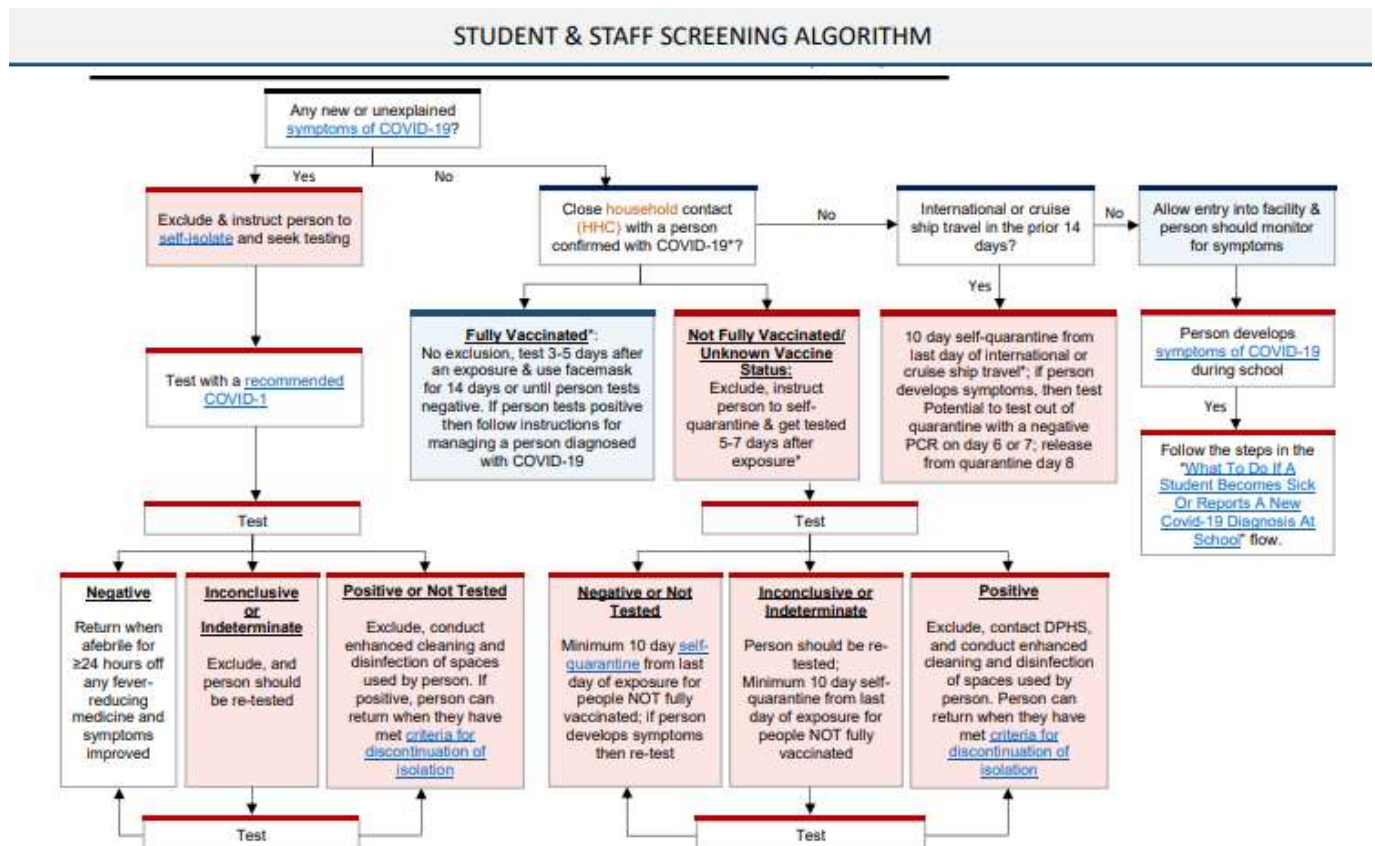 STUDENT & STAFF SCREENING ALGORITHM
Any new or unexplained
symptoms of COVID-19?
Yes
No
Exclude & instruct person to
self-isolate and seek testing
Close household contact
(HHC) with a person
confirmed with COVID-19*?
No
International or cruise
ship travel in the prior 14
days?
No
Allow entry into facility &
person should monitor
for symptoms
Yes
Test with a recommended
COVID-1
Fully Vaccinated*:
No exclusion, test 3-5 days after
an exposure & use facemask
for 14 days or until person tests
negative. If person tests positive
then follow instructions for
managing a person diagnosed
with COVID-19
Not Fully Vaccinated/
Unknown Vaccine
Status:
Exclude, instruct
person to self-
quarantine & get tested
5-7 days after
exposure*
10 day self-quarantine from
last day of international or
cruise ship travel*; if person
develops symptoms, then test
Potential to test out of
quarantine with a negative
PCR on day 6 or 7; release
from quarantine day 8
Person develops
symptoms of COVID-19
during school
Yes
Follow the steps in the
"What To Do If A
Student Becomes Sick
Or Reports A New
Covid-19 Diagnosis At
School" flow.
Test
Test
Negative
Return when
afebrile for
≥24 hours off
any fever-
reducing
medicine and
symptoms
improved
Inconclusive
or
Indeterminate
Exclude, and
person should
be re-tested
Positive or Not Tested
Exclude, conduct
enhanced cleaning and
disinfection of spaces
used by person. If
positive, person can
return when they have
met criteria for
discontinuation of
isolation
Negative or Not
Tested
Minimum 10 day self-
quarantine from last
day of exposure for
people NOT fully
vaccinated; if person
develops symptoms
then re-test
Inconclusive or
Indeterminate
Person should be re-
tested;
Minimum 10 day self-
quarantine from last
day of exposure for
people NOT fully
vaccinated
Positive
Exclude, contact DPHS,
and conduct enhanced
cleaning and disinfection
of spaces used by
person. Person can
return when they have
met criteria for
discontinuation of
isolation
Test
Test